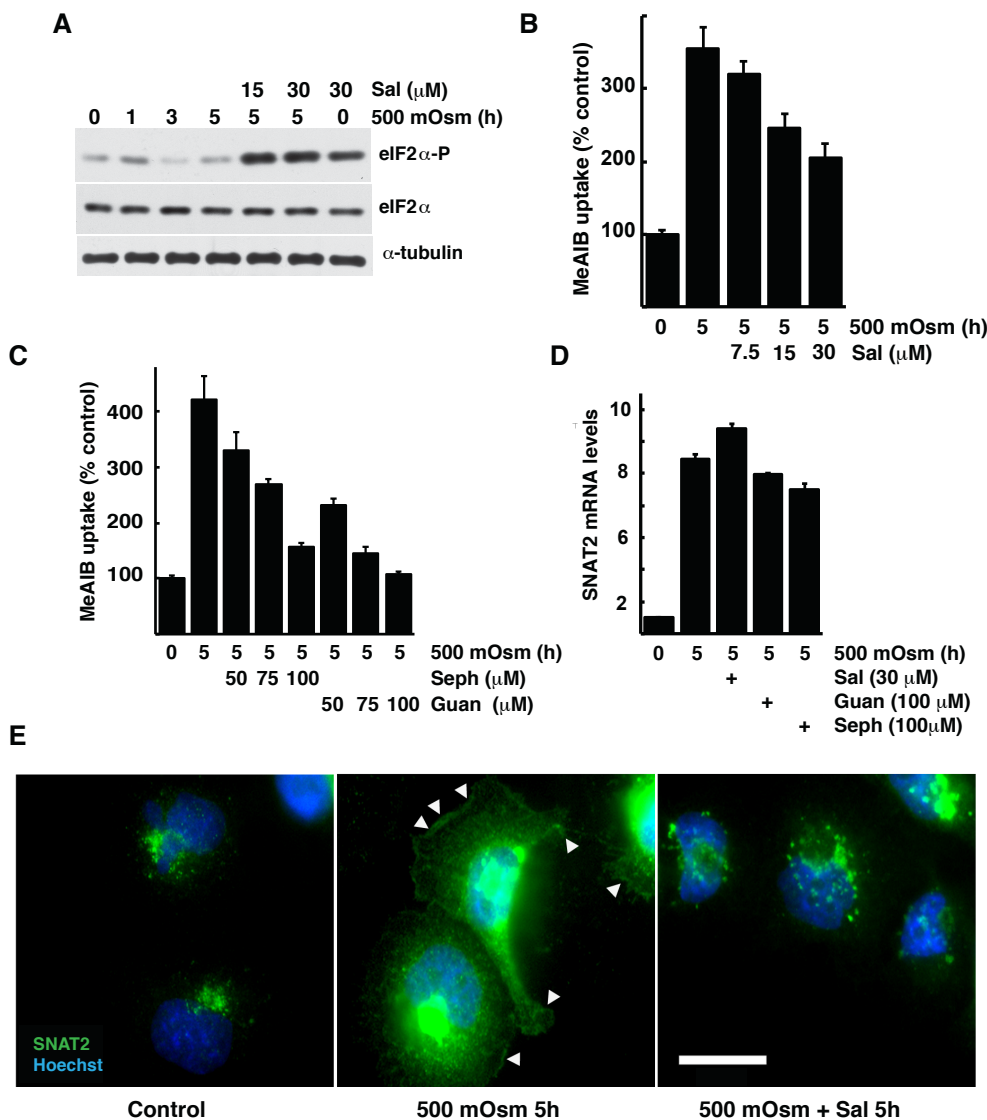 A
Sal (μM)
15 30 30
0 1 3 5 5 5 0 500 mOsm (h)
eIF2α-P
eIF2α
α-tubulin
B
MeAIB uptake (% control)
300
200
100
0 5 5 5 5 500 mOsm (h)
7.5 15 30 Sal (μM)
C
MeAIB uptake (% control)
400
300
200
100
0 5 5 5 5 5 5 5 500 mOsm (h)
50 75 100 Seph (μM)
50 75 100 Guan (μM)
D
SNAT2 mRNA levels
10
8
6
4
2
0 5 5 5 5 500 mOsm (h)
+ Sal (30 μM)
+ Guan (100 μM)
+ Seph (100μM)
E
SNAT2
Hoechst
Control
500 mOsm 5h
500 mOsm + Sal 5h